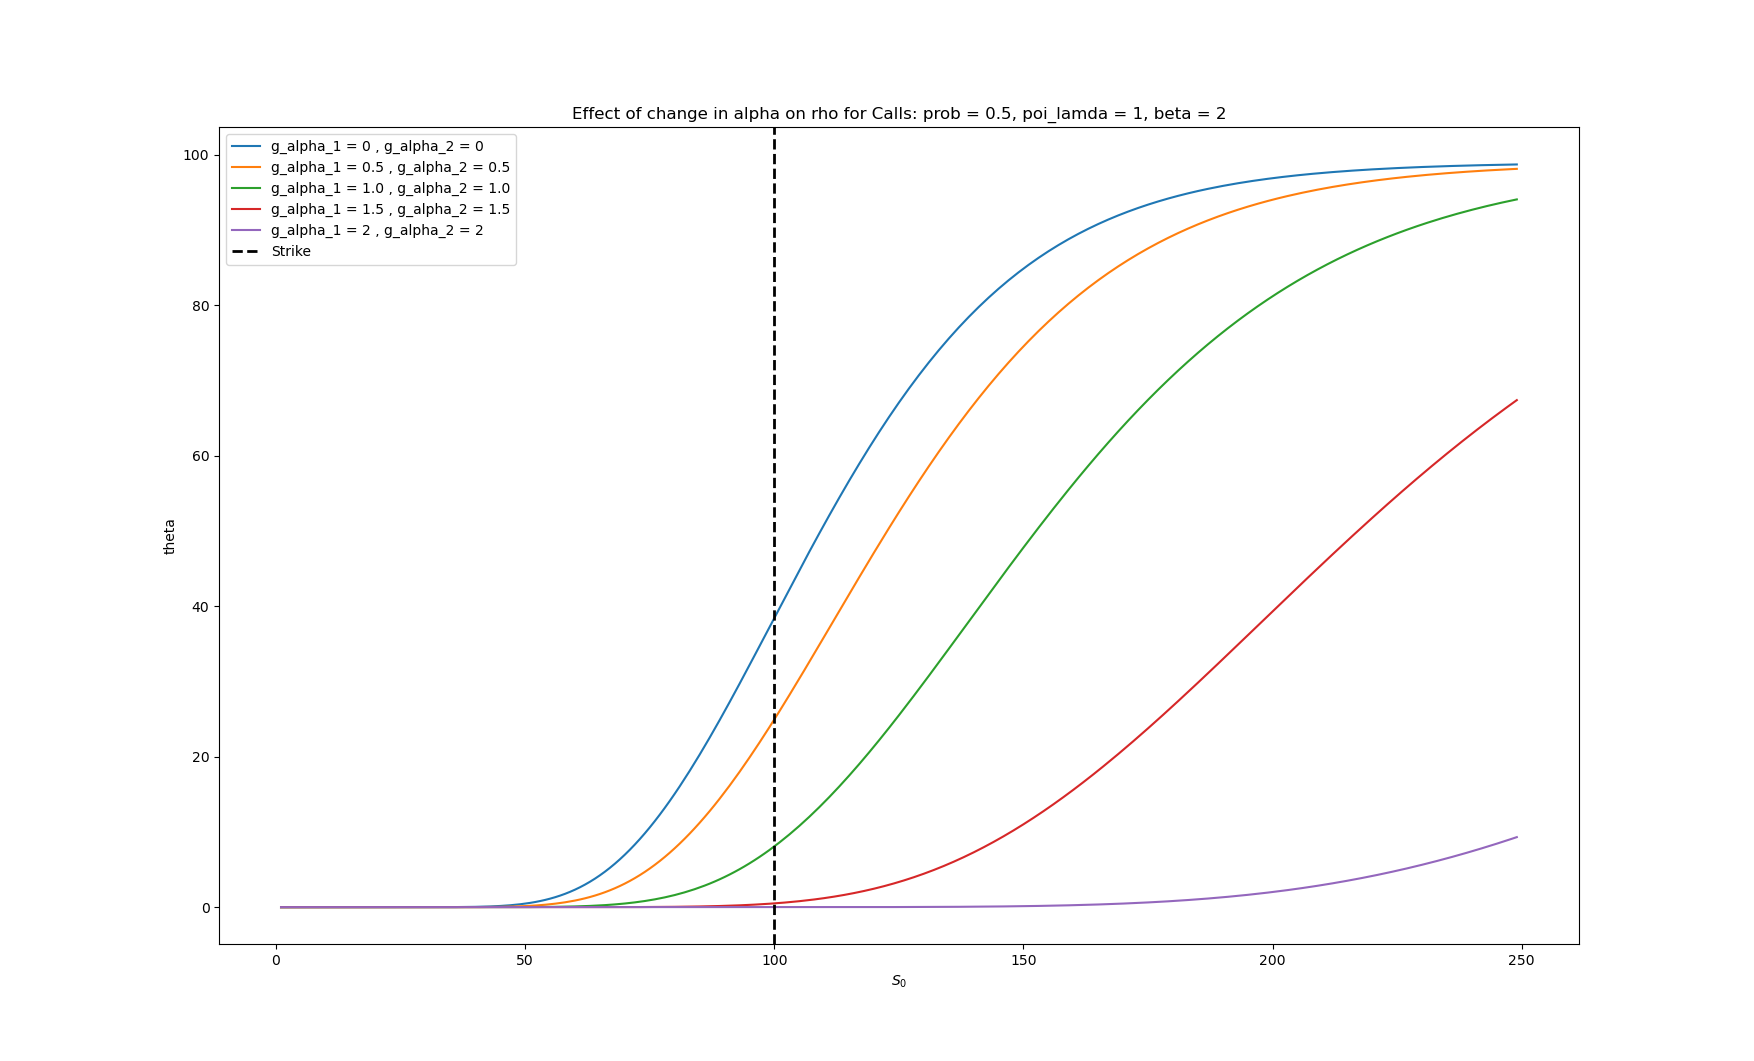 Effect of change in alpha on rho for Calls: prob = 0.5, poi_lamda = 1, beta = 2
g_alpha_1 = 0 , g_alpha_2 = 0
g_alpha_1 = 0.5 , g_alpha_2 = 0.5
g_alpha_1 = 1.0 , g_alpha_2 = 1.0
g_alpha_1 = 1.5 , g_alpha_2 = 1.5
g_alpha_1 = 2 , g_alpha_2 = 2
Strike
100
80
60
40
20
0
theta
0 50 100 150 200 250
S₀